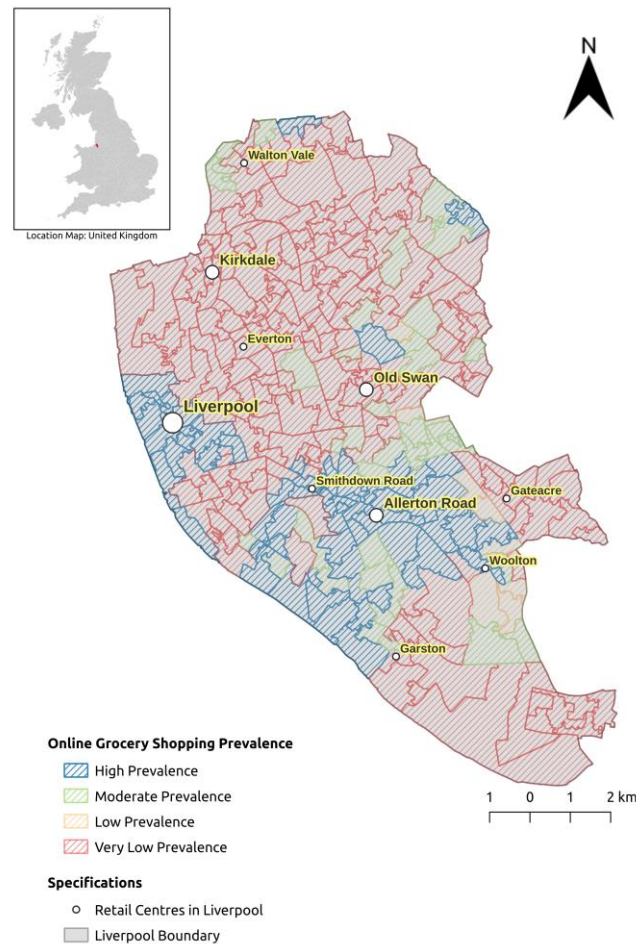 N
Location Map: United Kingdom
Walton Vale
Kirkdale
Everton
Old Swan
Liverpool
Smithdown Road
Gateacre
Allerton Road
Woolton
Garston
Online Grocery Shopping Prevalence
High Prevalence
Moderate Prevalence
Low Prevalence
Very Low Prevalence
1 0 1 2 km
Specifications
Retail Centres in Liverpool
Liverpool Boundary